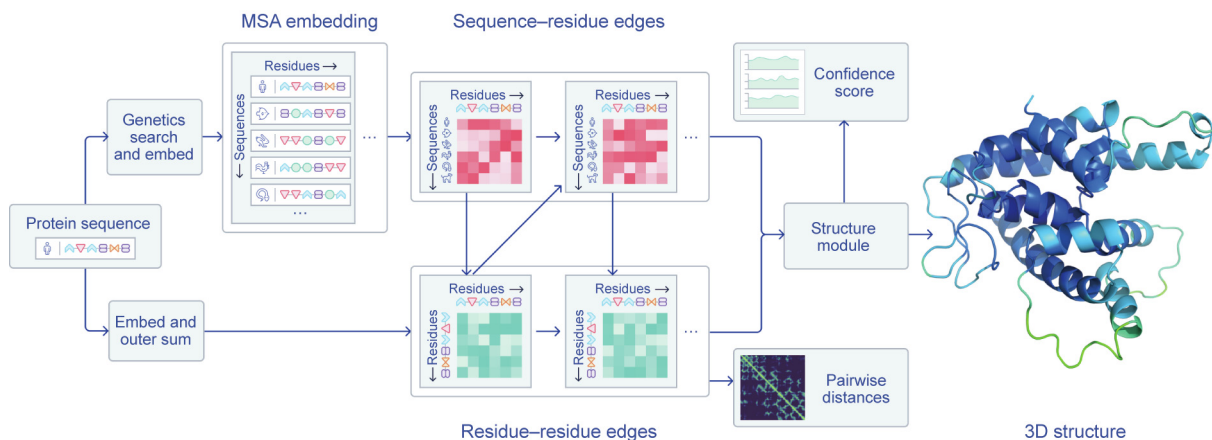 MSA embedding
Sequence–residue edges
Residues →
← Sequences
...
...
Genetics
search
and embed
Protein sequence
Embed and
outer sum
Residues →
← Sequences
Residues →
← Sequences
...
Residues →
← Residues
Residues →
← Residues
...
Confidence
score
Structure
module
Pairwise
distances
Residue–residue edges
3D structure